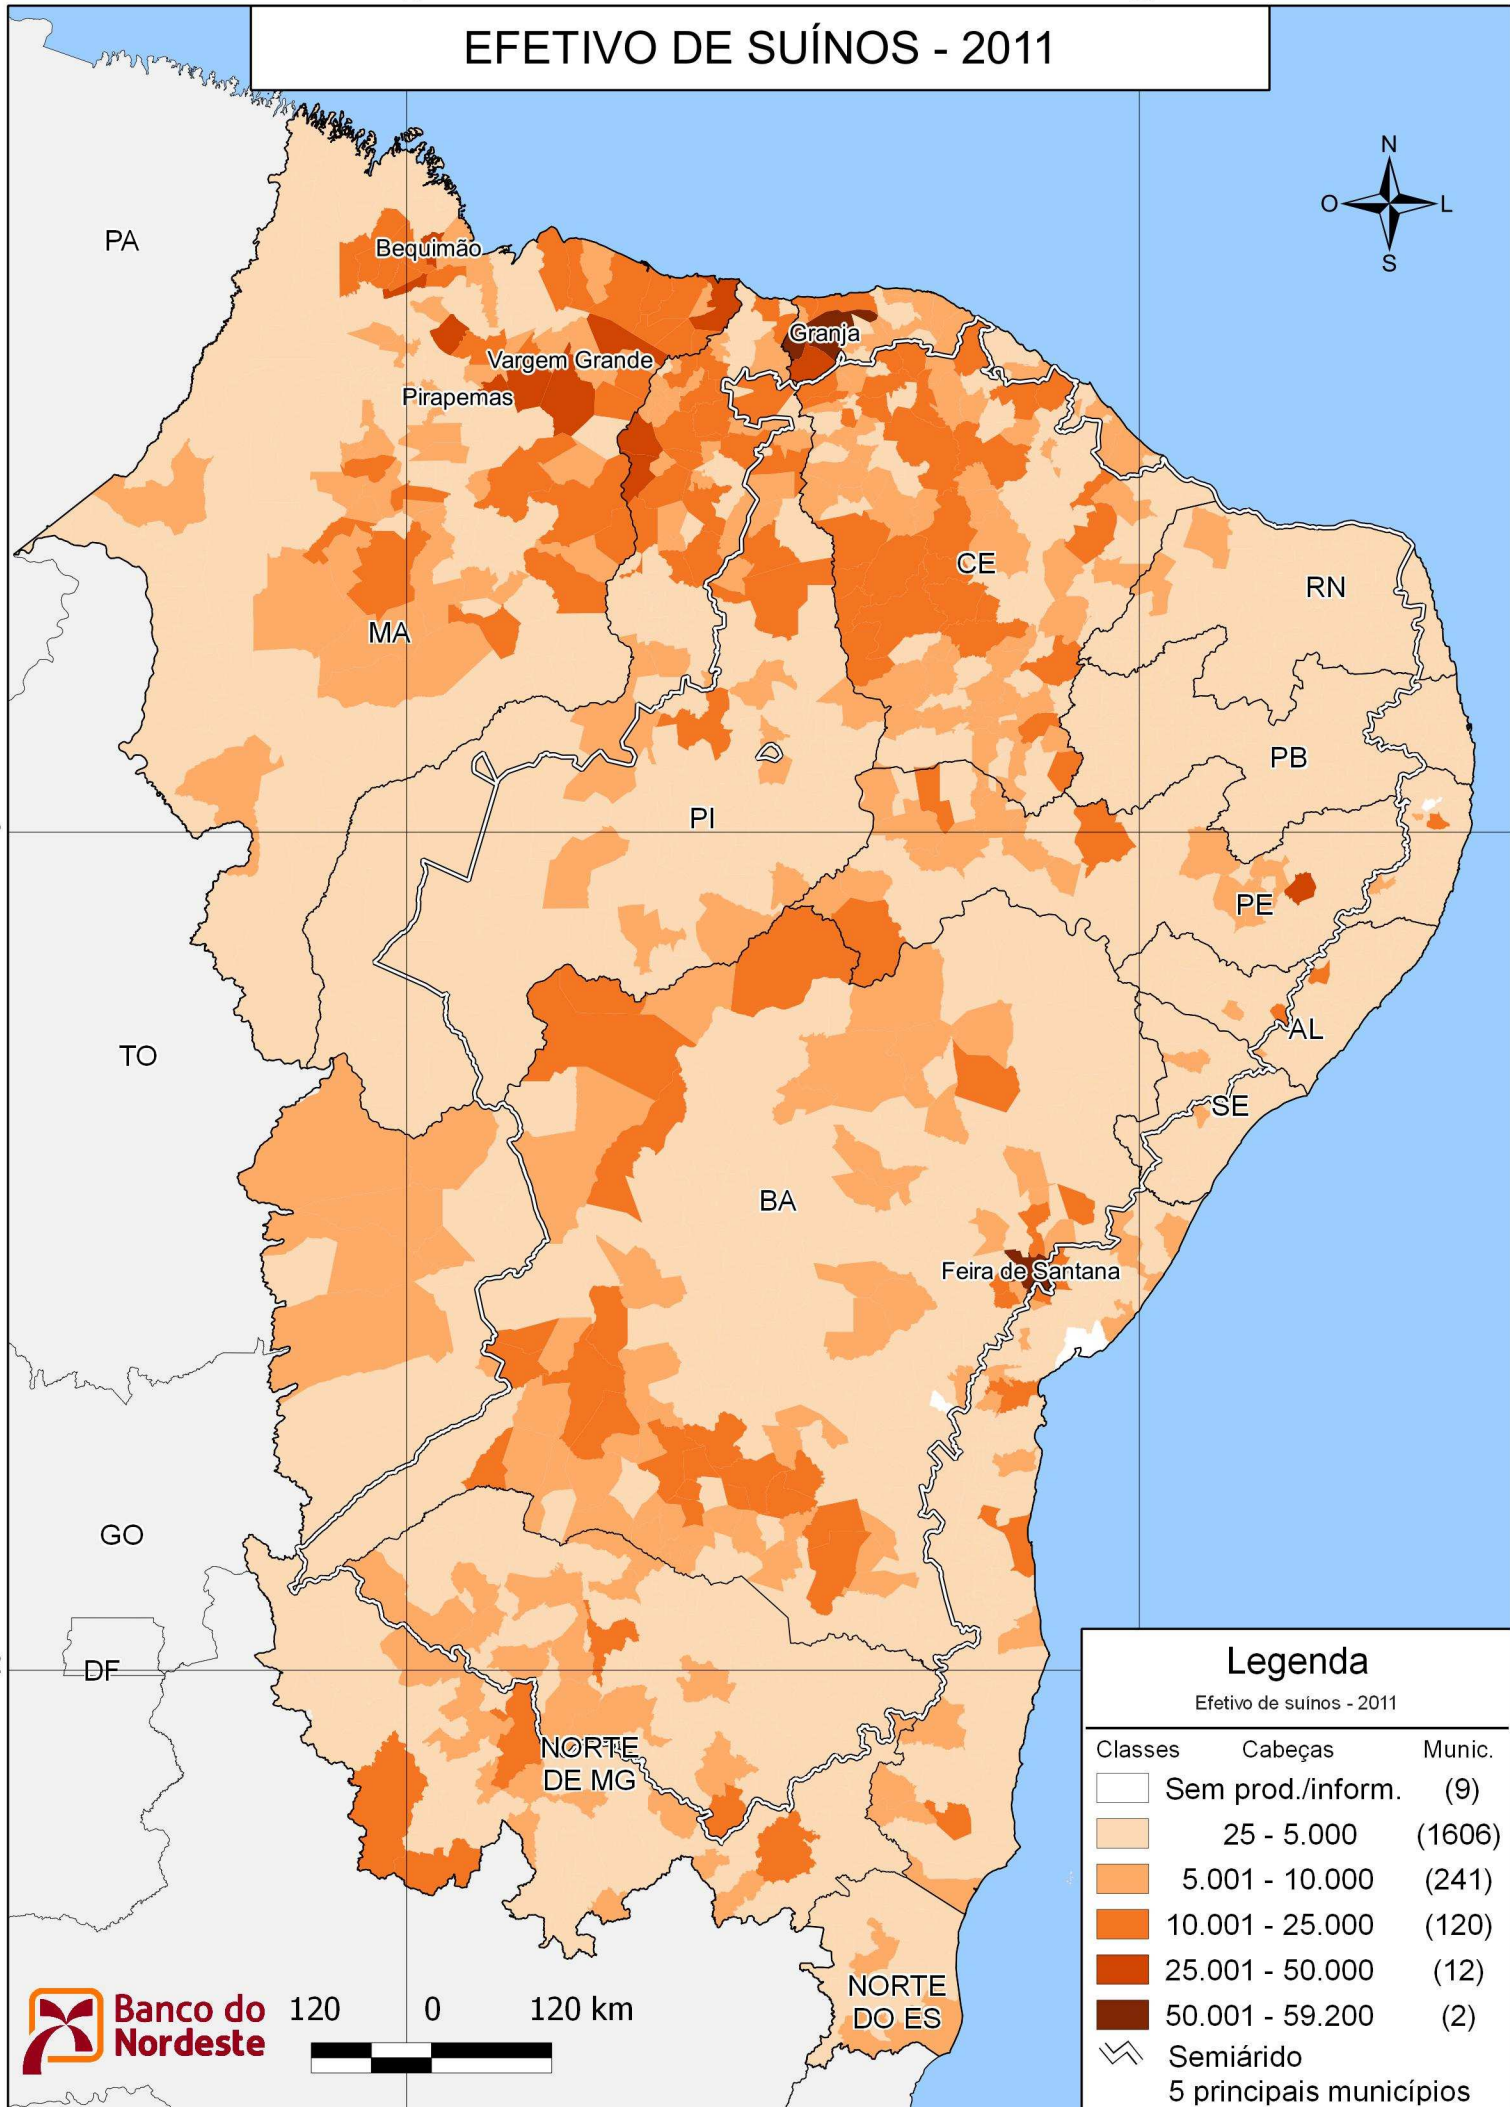 EFETIVO DE SUÍNOS - 2011
N
O
L
S
PA
Bequimão
Granja
Vargem Grande
Pirapemas
CE
RN
MA
PB
PI
PE
AL
TO
SE
BA
Feira de Santana
GO
DF
NORTE
DE MG
NORTE
DO ES
Legenda
Efetivo de suínos - 2011
Classes Cabeças Munic.
Sem prod./inform. (9)
25 - 5.000 (1606)
5.001 - 10.000 (241)
10.001 - 25.000 (120)
25.001 - 50.000 (12)
50.001 - 59.200 (2)
Semiárido
5 principais municípios
Banco do
Nordeste
120 0 120 km